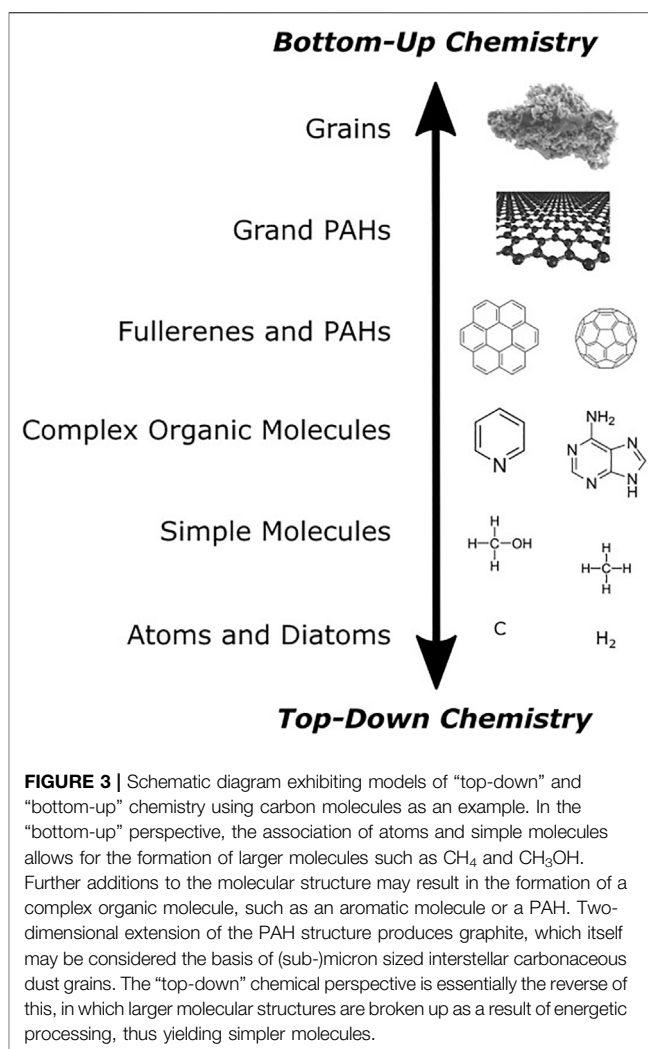 Bottom-Up Chemistry
Grains
Grand PAHs
Fullerenes and PAHs
Complex Organic Molecules
N
NH₂
N
N
N
N
H
Simple Molecules
H
H–C–OH
H
H
H–C–H
H
Atoms and Diatoms
C
H₂
Top-Down Chemistry
FIGURE 3 | Schematic diagram exhibiting models of “top-down” and
“bottom-up” chemistry using carbon molecules as an example. In the
“bottom-up” perspective, the association of atoms and simple molecules
allows for the formation of larger molecules such as CH₄ and CH₃OH.
Further additions to the molecular structure may result in the formation of a
complex organic molecule, such as an aromatic molecule or a PAH. Two-
dimensional extension of the PAH structure produces graphite, which itself
may be considered the basis of (sub-)micron sized interstellar carbonaceous
dust grains. The “top-down” chemical perspective is essentially the reverse of
this, in which larger molecular structures are broken up as a result of energetic
processing, thus yielding simpler molecules.